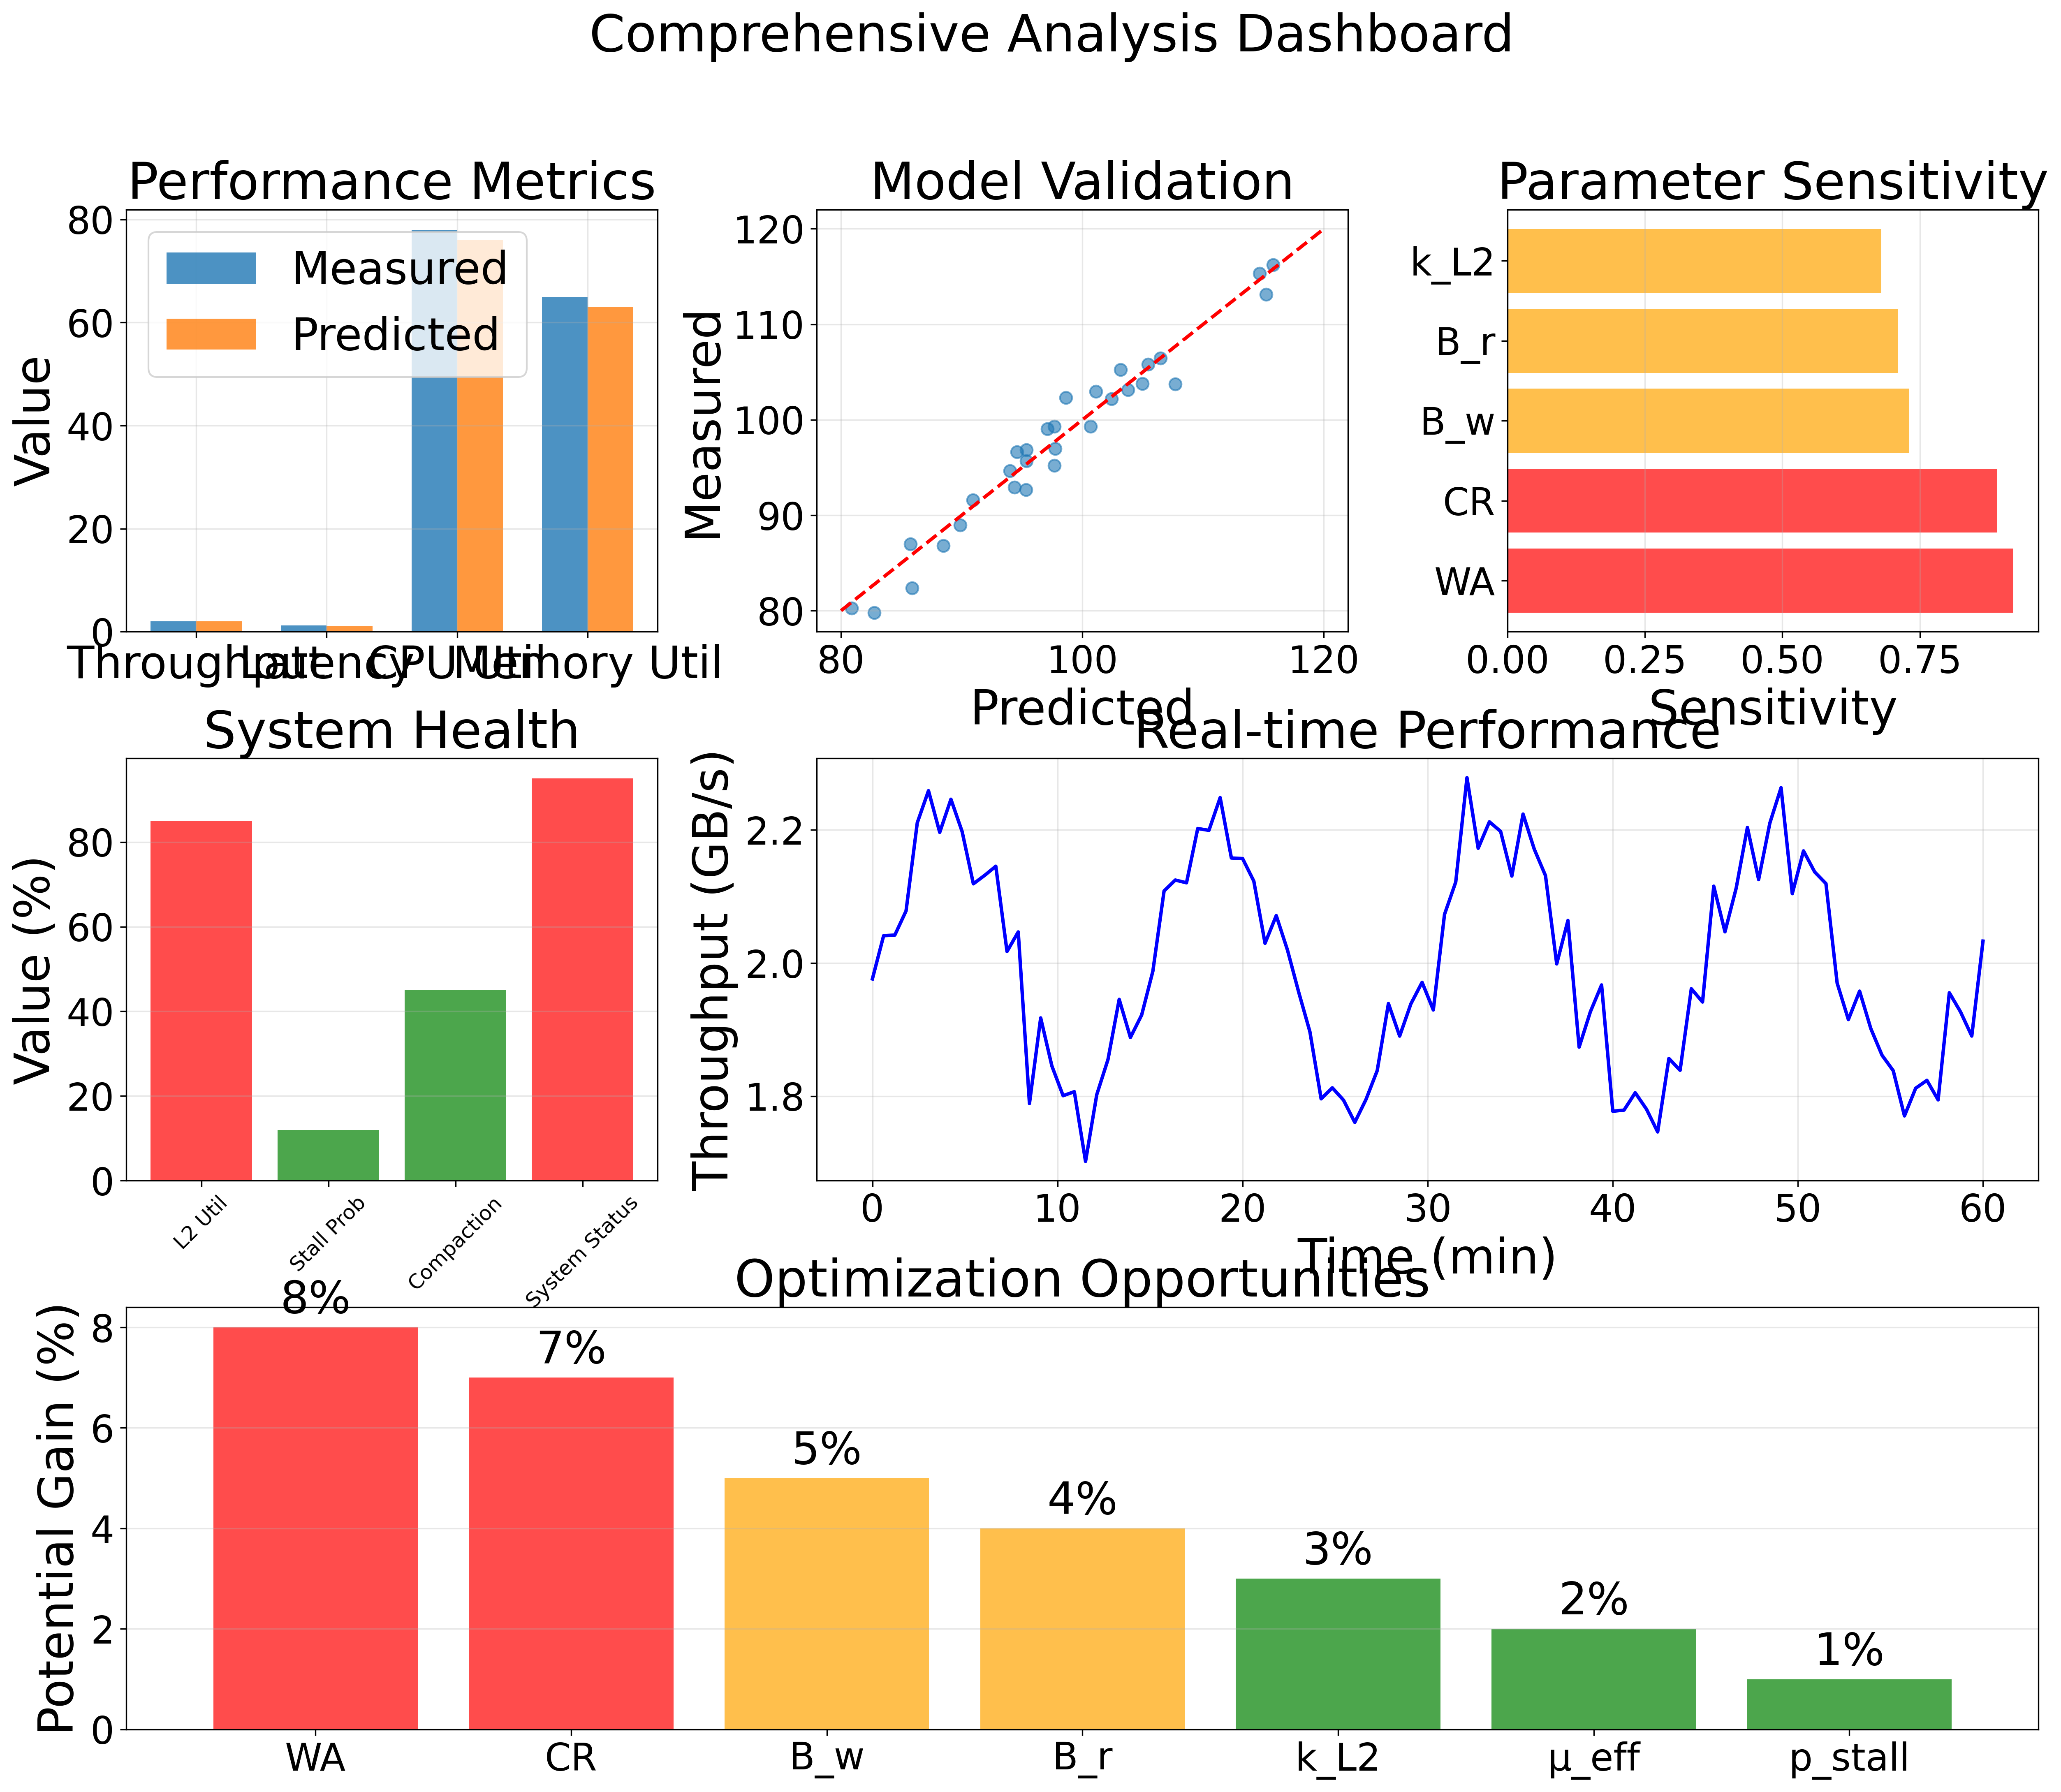 Comprehensive Analysis Dashboard
Performance Metrics
Value
80
60
40
20
0
Measured
Predicted
Throughput
Latency
CPU Util
Memory Util
Model Validation
Measured
120
110
100
90
80
80
100
120
Predicted
Parameter Sensitivity
k_L2
B_r
B_w
CR
WA
0.00
0.25
0.50
0.75
Sensitivity
System Health
Value (%)
80
60
40
20
0
L2 Util
Stall Prob
Compaction
System Status
Real-time Performance
Throughput (GB/s)
2.2
2.0
1.8
0
10
20
30
40
50
60
Time (min)
Optimization Opportunities
Potential Gain (%)
8
6
4
2
0
8%
7%
5%
4%
3%
2%
1%
WA
CR
B_w
B_r
k_L2
μ_eff
p_stall